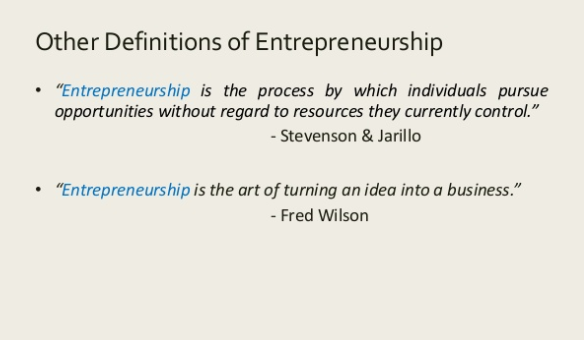 Other Definitions of Entrepreneurship
• “Entrepreneurship is the process by which individuals pursue
opportunities without regard to resources they currently control.”
- Stevenson & Jarillo
• “Entrepreneurship is the art of turning an idea into a business.”
- Fred Wilson